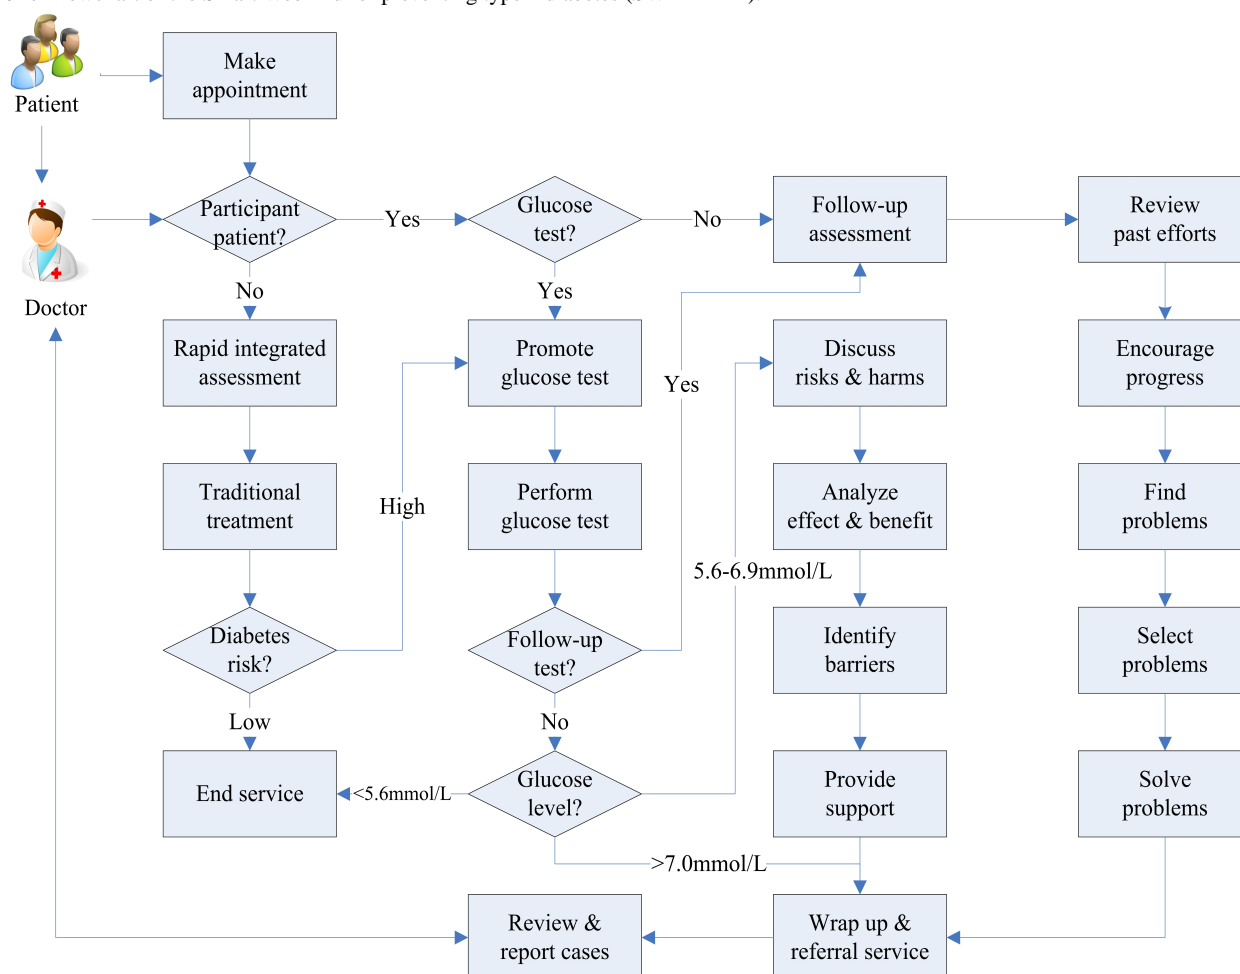 Make
appointment
Patient
Participant
patient?
Yes
Glucose
test?
No
Follow-up
assessment
Review
past efforts
Doctor
No
Yes
Rapid integrated
assessment
Promote
glucose test
Yes
Discuss
risks & harms
Encourage
progress
Traditional
treatment
High
Perform
glucose test
Analyze
effect & benefit
Find
problems
5.6-6.9mmol/L
Diabetes
risk?
Follow-up
test?
Identify
barriers
Select
problems
Low
No
End service
<5.6mmol/L
Glucose
level?
Provide
support
Solve
problems
>7.0mmol/L
Review &
report cases
Wrap up &
referral service